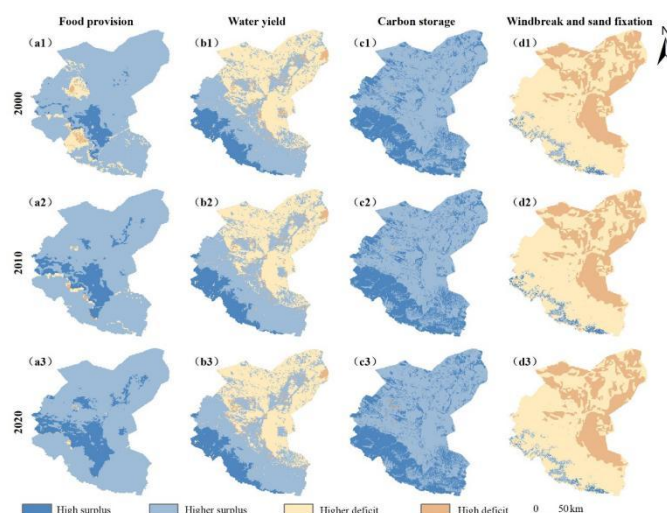 Food provision Water yield Carbon storage Windbreak and sand fixation
N
(a1) (b1) (c1) (d1)
2000
(a2) (b2) (c2) (d2)
2010
(a3) (b3) (c3) (d3)
2020
High surplus Higher surplus Higher deficit High deficit 0 50km